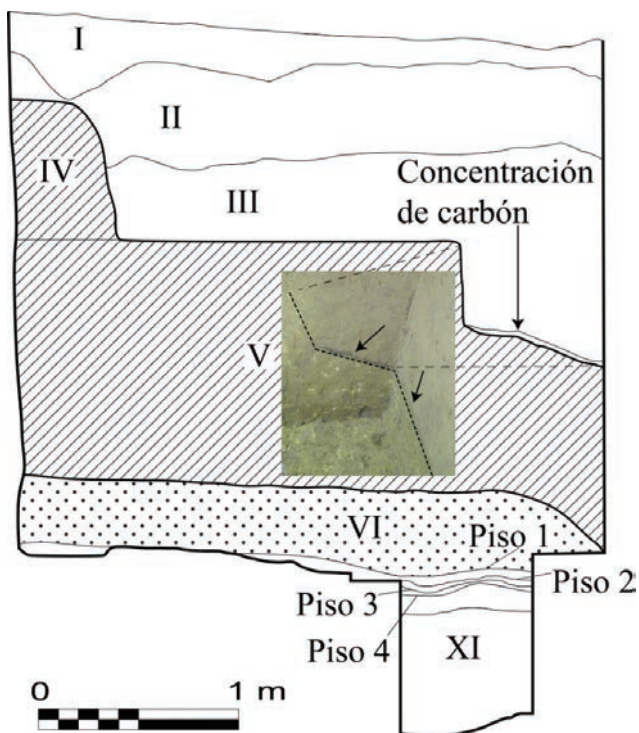 I
II
IV
Concentración
de carbón
III
V
VI
Piso 1
Piso 2
Piso 3
Piso 4
XI
0
1 m